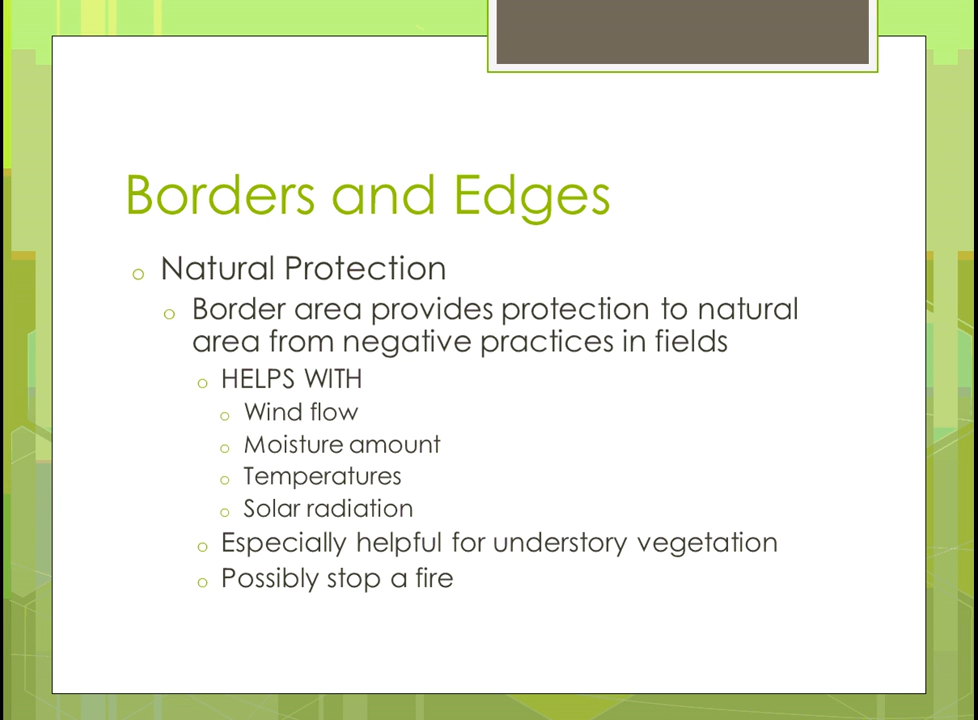 Borders and Edges
Natural Protection
Border area provides protection to natural
area from negative practices in fields
HELPS WITH
Wind flow
Moisture amount
Temperatures
Solar radiation
Especially helpful for understory vegetation
Possibly stop a fire